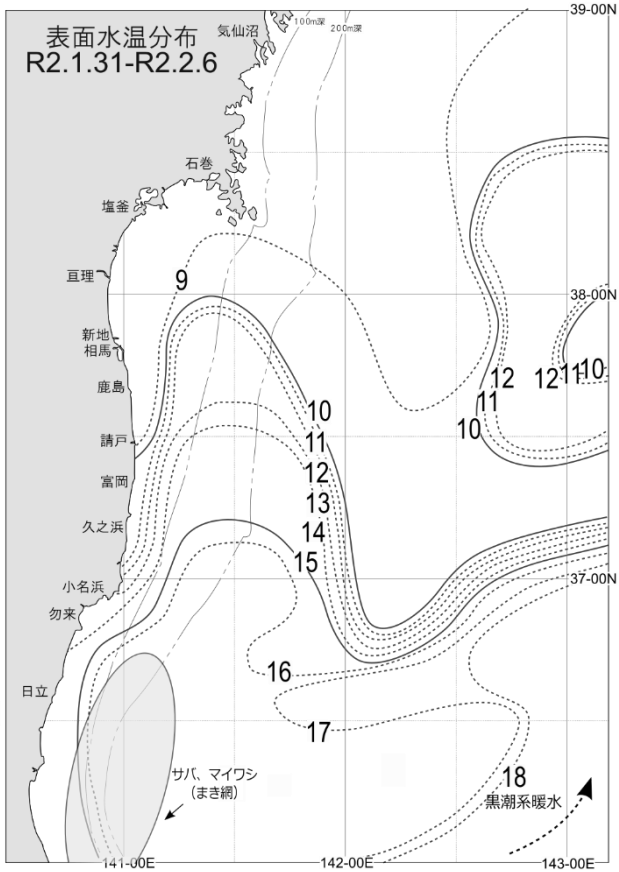 表面水温分布
R2.1.31-R2.2.6
気仙沼
100m深
200m深
39-00N
石巻
塩釜
亘理
9
38-00N
新地
相馬
鹿島
12
12
11
10
11
10
10
請戸
11
富岡
12
13
久之浜
14
15
小名浜
37-00N
勿来
16
日立
17
サバ、マイワシ
(まき網)
18
黒潮系暖水
141-00E
142-00E
143-00E